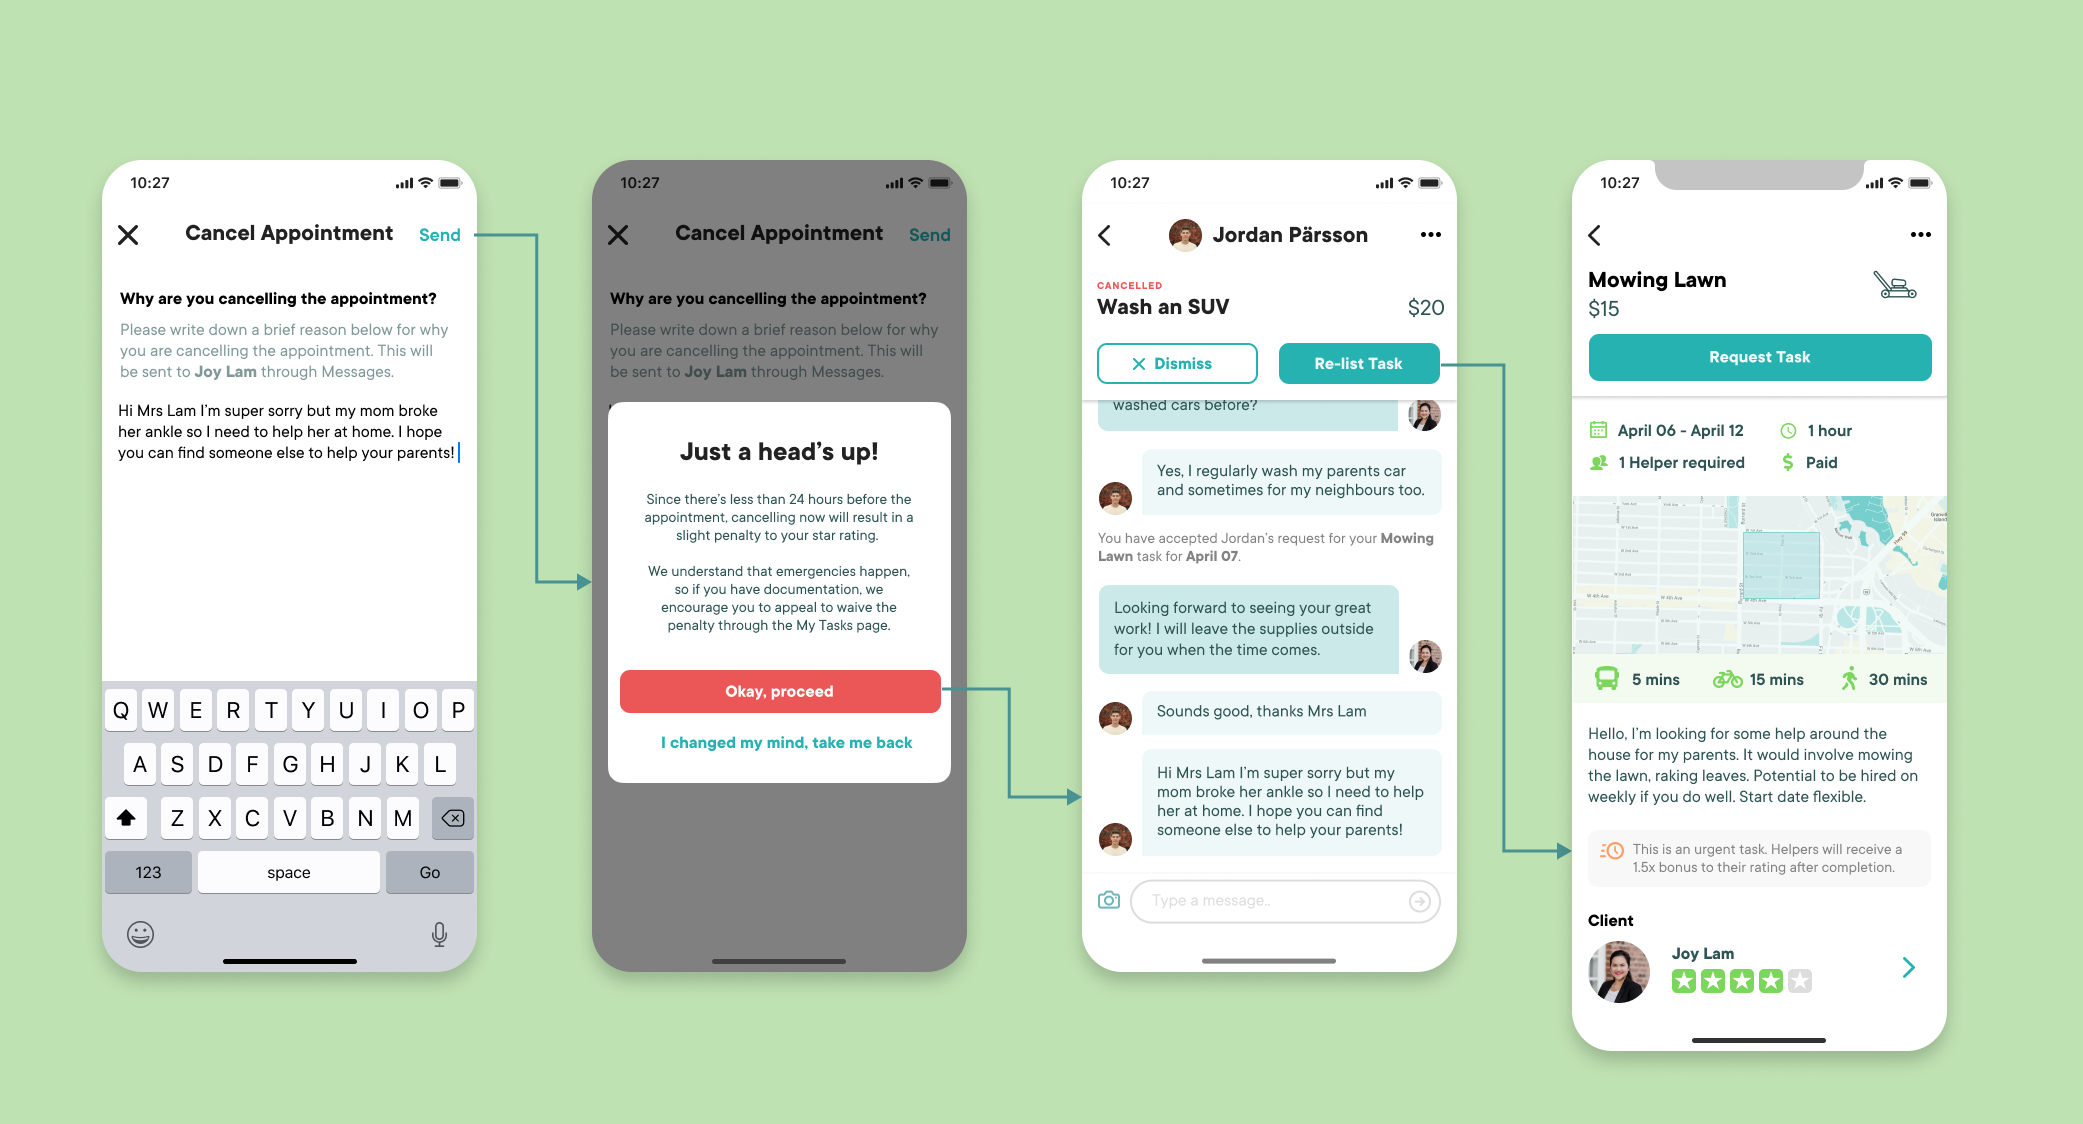 10:27
Cancel Appointment
Send
Why are you cancelling the appointment?
Please write down a brief reason below for why
you are cancelling the appointment. This will
be sent to Joy Lam through Messages.
Hi Mrs Lam I'm super sorry but my mom broke
her ankle so I need to help her at home. I hope
you can find someone else to help your parents!
Q W E R T Y U I O P
A S D F G H J K L
Z X C V B N M
123 space Go
10:27
Cancel Appointment
Send
Why are you cancelling the appointment?
Please write down a brief reason below for why
you are cancelling the appointment. This will
be sent to Joy Lam through Messages.
Just a head's up!
Since there's less than 24 hours before the
appointment, cancelling now will result in a
slight penalty to your star rating.
We understand that emergencies happen,
so if you have documentation, we
encourage you to appeal to waive the
penalty through the My Tasks page.
Okay, proceed
I changed my mind, take me back
10:27
Jordan Pärsson
CANCELLED
Wash an SUV
$20
Dismiss
Re-list Task
washed cars before?
Yes, I regularly wash my parents car
and sometimes for my neighbours too.
You have accepted Jordan's request for your Mowing
Lawn task for April 07.
Looking forward to seeing your great
work! I will leave the supplies outside
for you when the time comes.
Sounds good, thanks Mrs Lam
Hi Mrs Lam I'm super sorry but my
mom broke her ankle so I need to help
her at home. I hope you can find
someone else to help your parents!
Type a message..
10:27
Mowing Lawn
$15
Request Task
April 06 - April 12
1 hour
1 Helper required
Paid
W 4th Ave
W 4th Ave
Hwy 99
5 mins
15 mins
30 mins
Hello, I'm looking for some help around the
house for my parents. It would involve mowing
the lawn, raking leaves. Potential to be hired on
weekly if you do well. Start date flexible.
This is an urgent task. Helpers will receive a
1.5x bonus to their rating after completion.
Client
Joy Lam